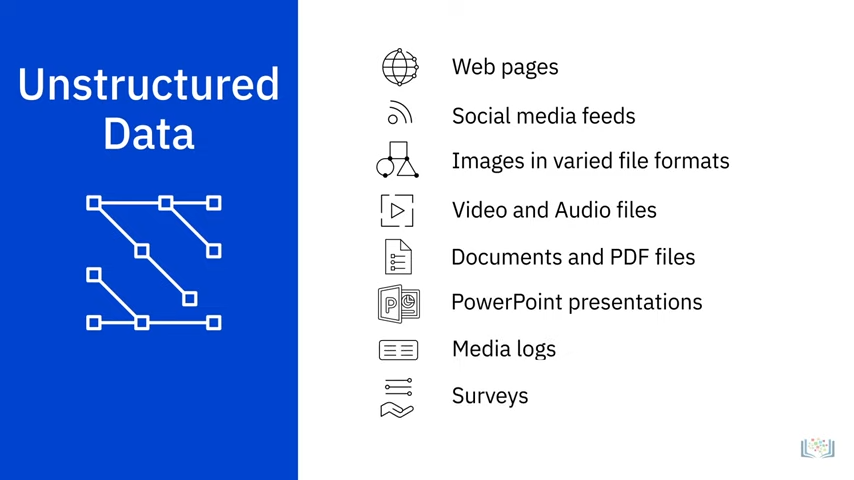 Unstructured
Data
Web pages
Social media feeds
Images in varied file formats
Video and Audio files
Documents and PDF files
P
PowerPoint presentations
Media logs
Surveys